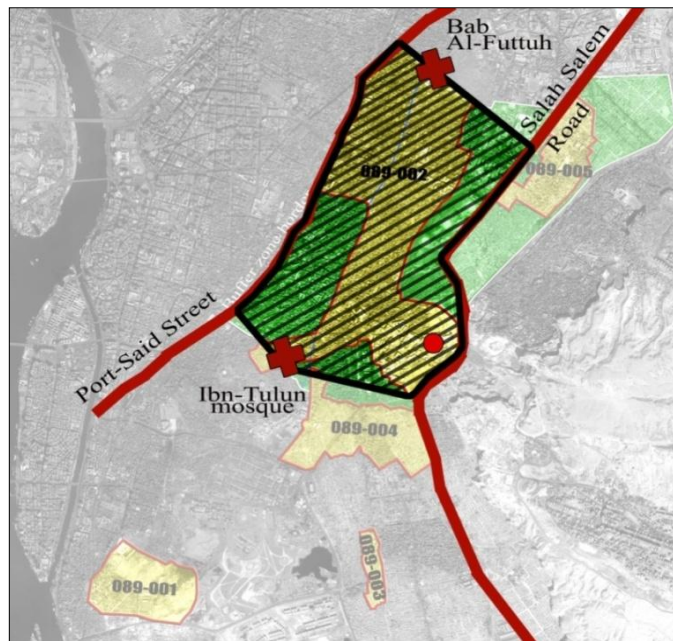 Bab
Al-Futtuh
Salah Salem
Road
089-002
089-005
Port-Said Street
Ibn-Tulun
mosque
089-004
089-003
089-001